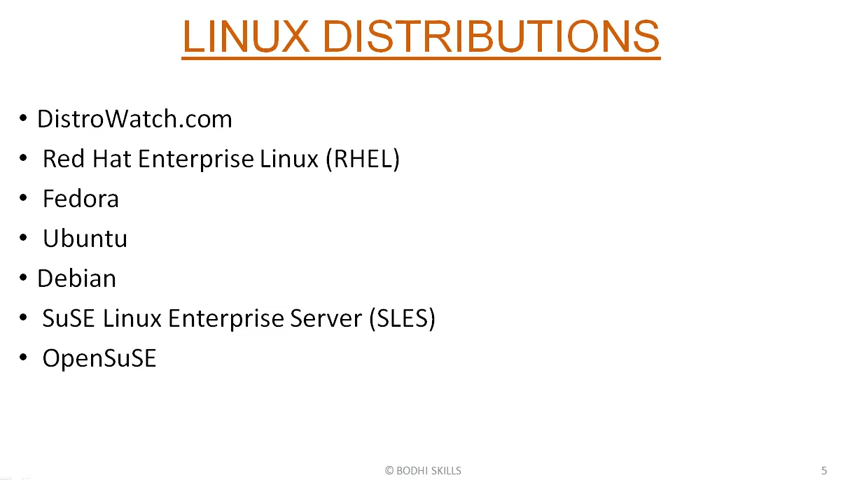 LINUX DISTRIBUTIONS
• DistroWatch.com
• Red Hat Enterprise Linux (RHEL)
• Fedora
• Ubuntu
• Debian
• SuSE Linux Enterprise Server (SLES)
• OpenSuSE
© BODHI SKILLS
5